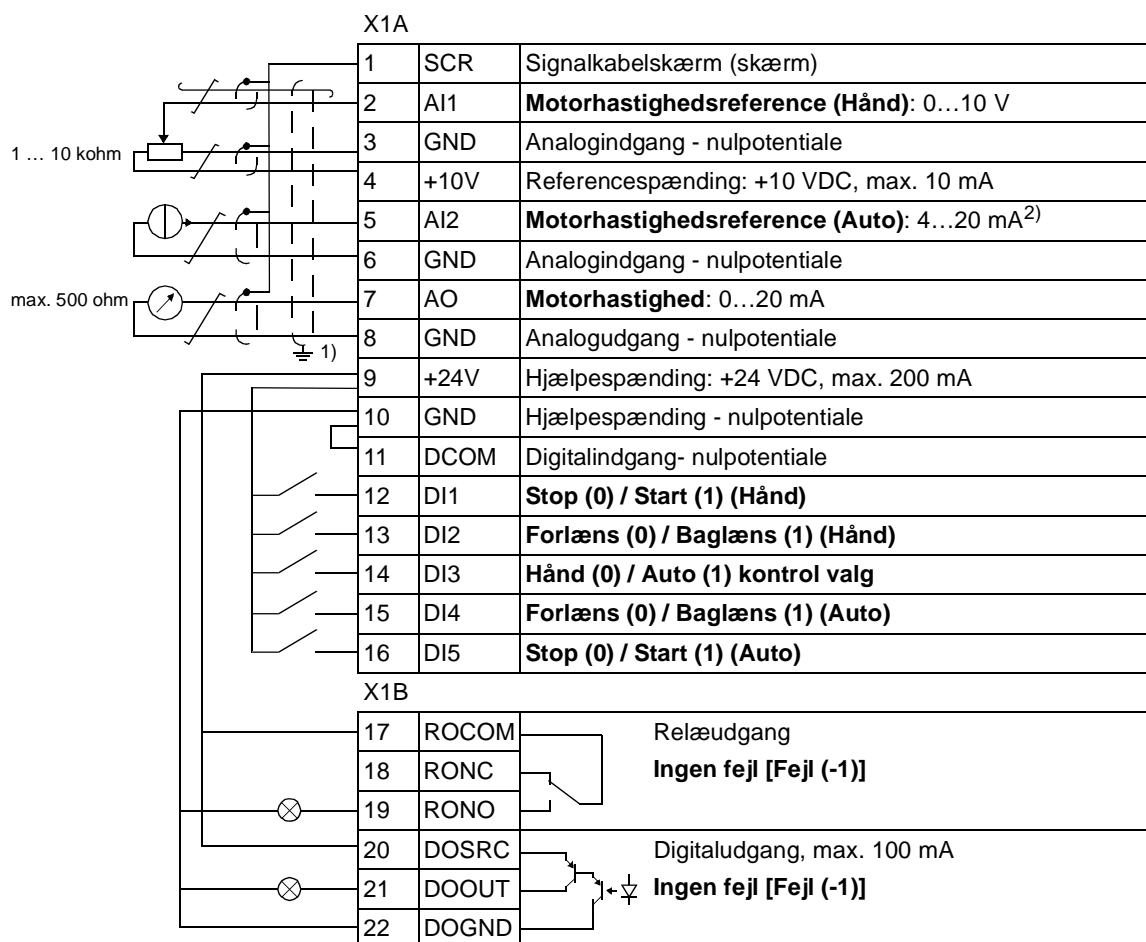 X1A
1 SCR Signalkabelskærm (skærm)
2 AI1 Motorhastighedsreference (Hånd): 0…10 V
1 … 10 kohm 3 GND Analogindgang - nulpotentiale
4 +10V Referencespænding: +10 VDC, max. 10 mA
5 AI2 Motorhastighedsreference (Auto): 4…20 mA2)
6 GND Analogindgang - nulpotentiale
max. 500 ohm 7 AO Motorhastighed: 0…20 mA
1) 8 GND Analogudgang - nulpotentiale
9 +24V Hjælpespænding: +24 VDC, max. 200 mA
10 GND Hjælpespænding - nulpotentiale
11 DCOM Digitalindgang- nulpotentiale
12 DI1 Stop (0) / Start (1) (Hånd)
13 DI2 Forlæns (0) / Baglæns (1) (Hånd)
14 DI3 Hånd (0) / Auto (1) kontrol valg
15 DI4 Forlæns (0) / Baglæns (1) (Auto)
16 DI5 Stop (0) / Start (1) (Auto)
X1B
17 ROCOM Relæudgang
18 RONC Ingen fejl [Fejl (-1)]
19 RONO
20 DOSRC Digitaludgang, max. 100 mA
21 DOOUT Ingen fejl [Fejl (-1)]
22 DOGND